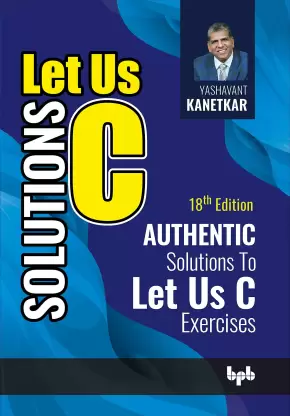 Let Us
C
SOLUTIONS
YASHAVANT
KANETKAR
18th Edition
AUTHENTIC
Solutions To
Let Us C
Exercises
bpb